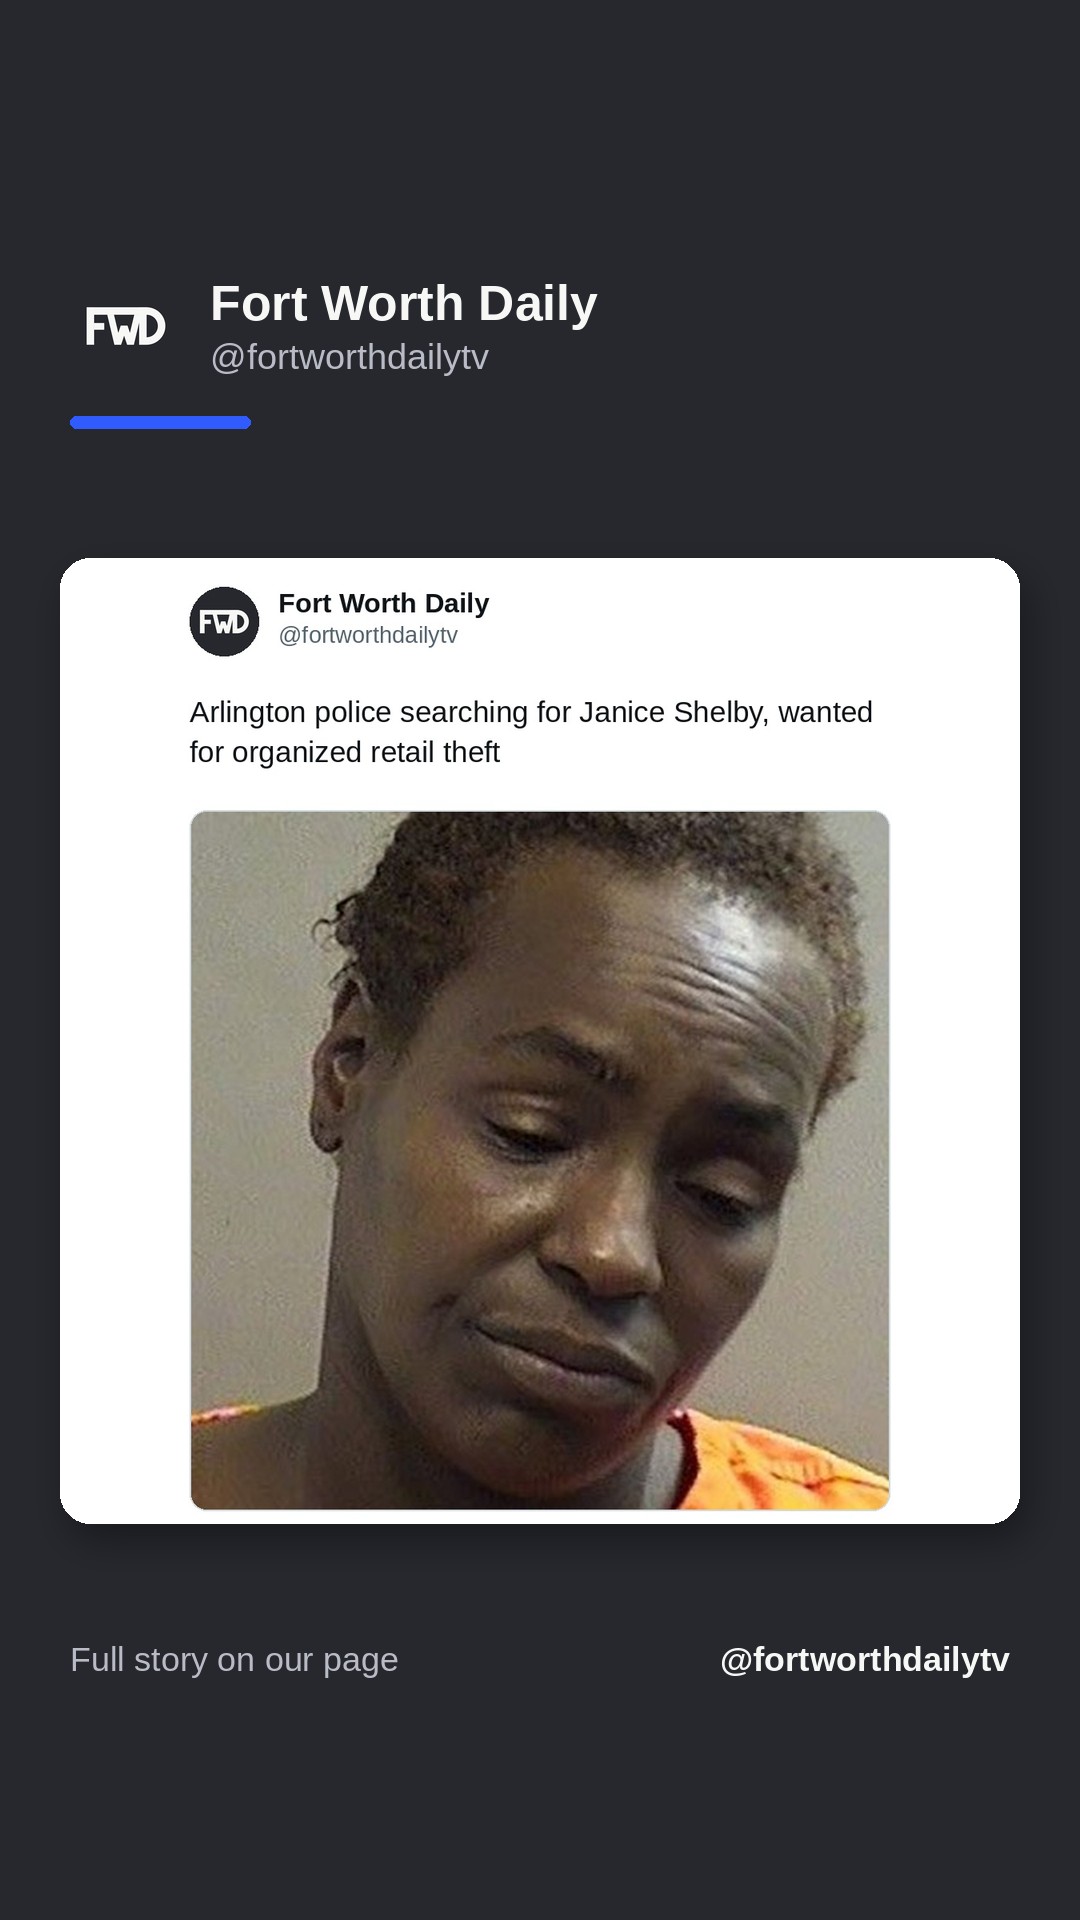 FWD
Fort Worth Daily
@fortworthdailytv
FWD
Fort Worth Daily
@fortworthdailytv
Arlington police searching for Janice Shelby, wanted
for organized retail theft
Full story on our page
@fortworthdailytv